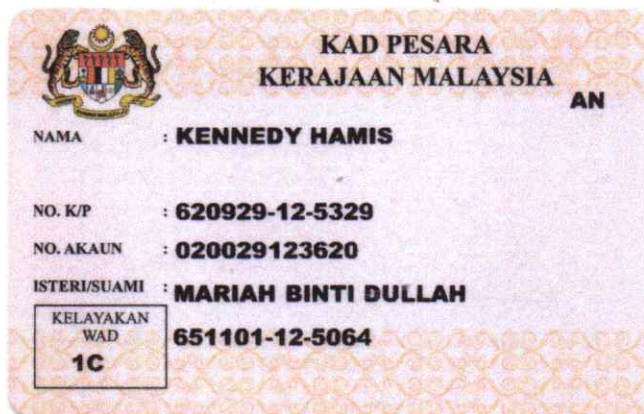 KAD PESARA
KERAJAAN MALAYSIA
AN
NAMA : KENNEDY HAMIS
NO. K/P : 620929-12-5329
NO. AKAUN : 020029123620
ISTERI/SUAMI : MARIAH BINTI DULLAH
651101-12-5064
KELAYAKAN
WAD
1C